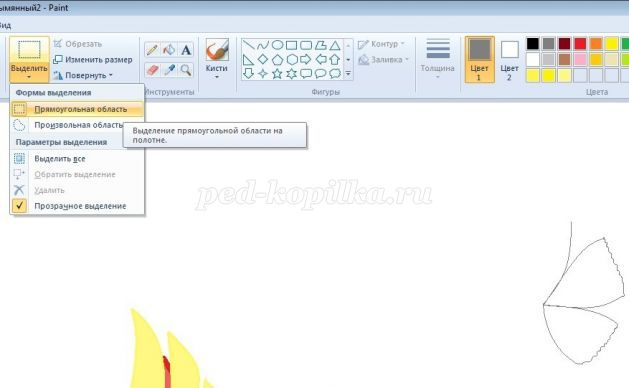 ымянный2 - Paint
Вид
Выделить
Обрезать
Изменить размер
Повернуть
Инструменты
Кисти
Фигуры
Контур
Заливка
Толщина
Цвет 1
Цвет 2
Цвета
Формы выделения
Прямоугольная область
Произвольная область
Выделение прямоугольной области на
полотне.
Параметры выделения
Выделить все
Обратить выделение
Удалить
Прозрачное выделение
ped-kopilka.ru